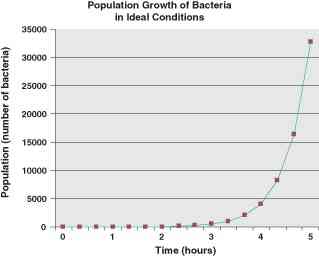 Population Growth of Bacteria
in Ideal Conditions
Population (number of bacteria)
35000
30000
25000
20000
15000
10000
5000
0
0 1 2 3 4 5
Time (hours)